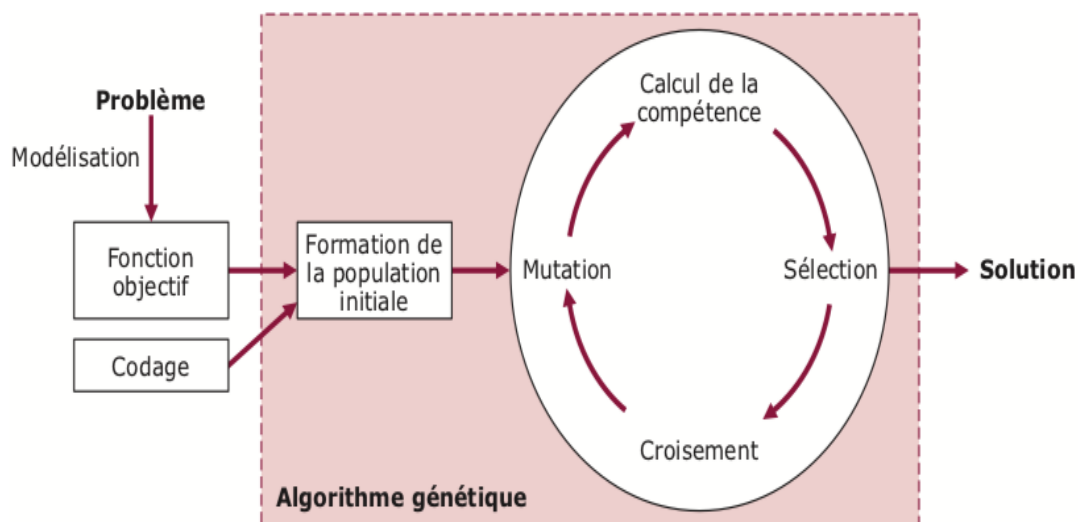 Problème
Modélisation
Fonction
objectif
Codage
Formation de
la population
initiale
Calcul de la
compétence
Mutation
Sélection
Croisement
Solution
Algorithme génétique